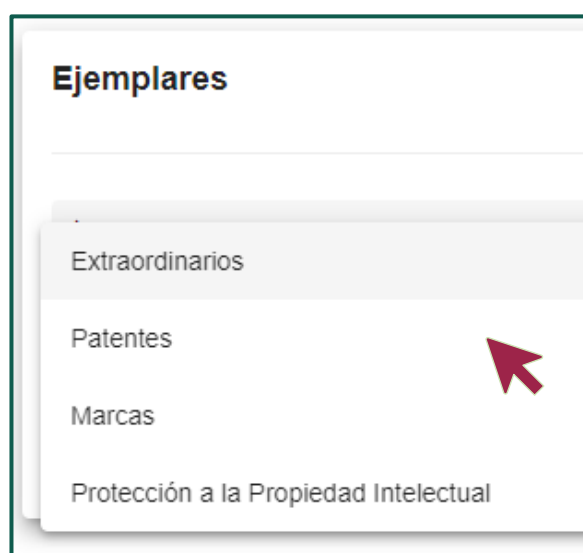 Ejemplares
Extraordinarios
Patentes
Marcas
Protección a la Propiedad Intelectual